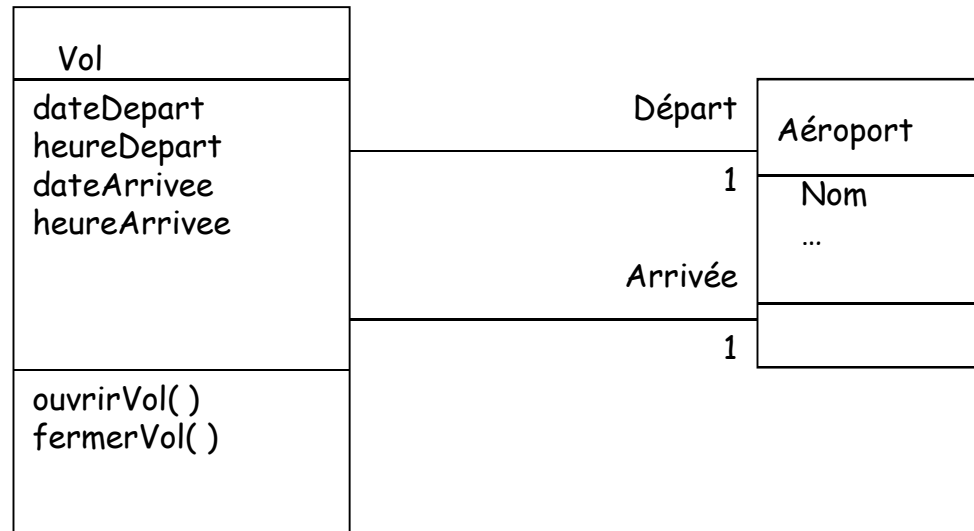 Vol
dateDepart
heureDepart
dateArrivee
heureArrivee
ouvrirVol( )
fermerVol( )
Départ
1
Arrivée
1
Aéroport
Nom
…